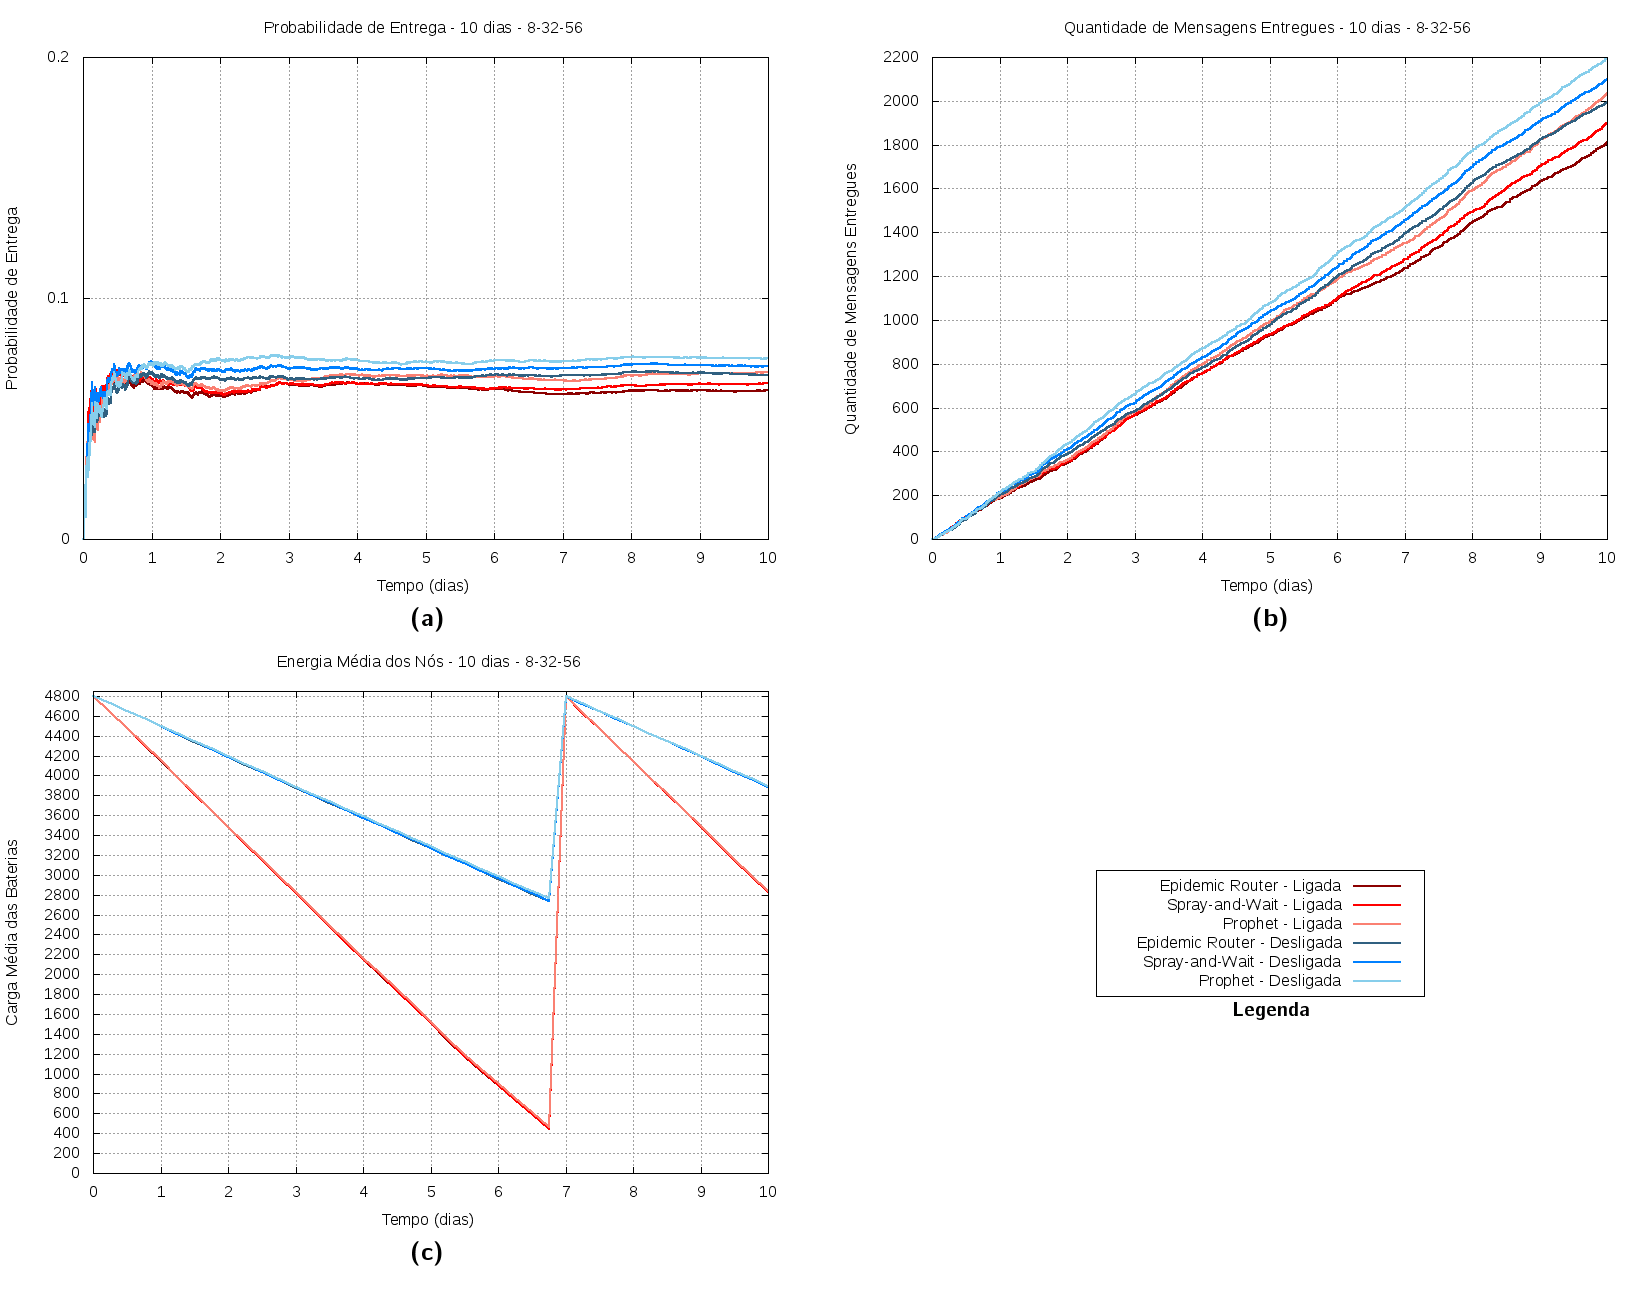 Probabilidade de Entrega - 10 dias - 8-32-56
Probabilidade de Entrega
0.2
0.1
0
0 1 2 3 4 5 6 7 8 9 10
Tempo (dias)
(a)
Quantidade de Mensagens Entregues - 10 dias - 8-32-56
Quantidade de Mensagens Entregues
2200
2000
1800
1600
1400
1200
1000
800
600
400
200
0
0 1 2 3 4 5 6 7 8 9 10
Tempo (dias)
(b)
Energia Média dos Nós - 10 dias - 8-32-56
Carga Média das Baterias
4800
4600
4400
4200
4000
3800
3600
3400
3200
3000
2800
2600
2400
2200
2000
1800
1600
1400
1200
1000
800
600
400
200
0
0 1 2 3 4 5 6 7 8 9 10
Tempo (dias)
(c)
Epidemic Router - Ligada
Spray-and-Wait - Ligada
Prophet - Ligada
Epidemic Router - Desligada
Spray-and-Wait - Desligada
Prophet - Desligada
Legenda